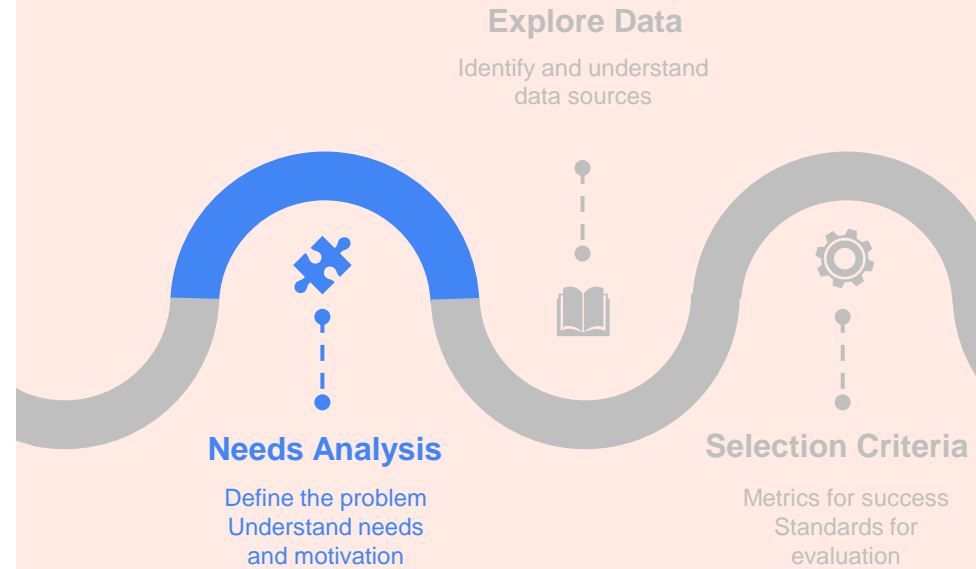 Explore Data
Identify and understand
data sources
Needs Analysis
Define the problem
Understand needs
and motivation
Selection Criteria
Metrics for success
Standards for
evaluation